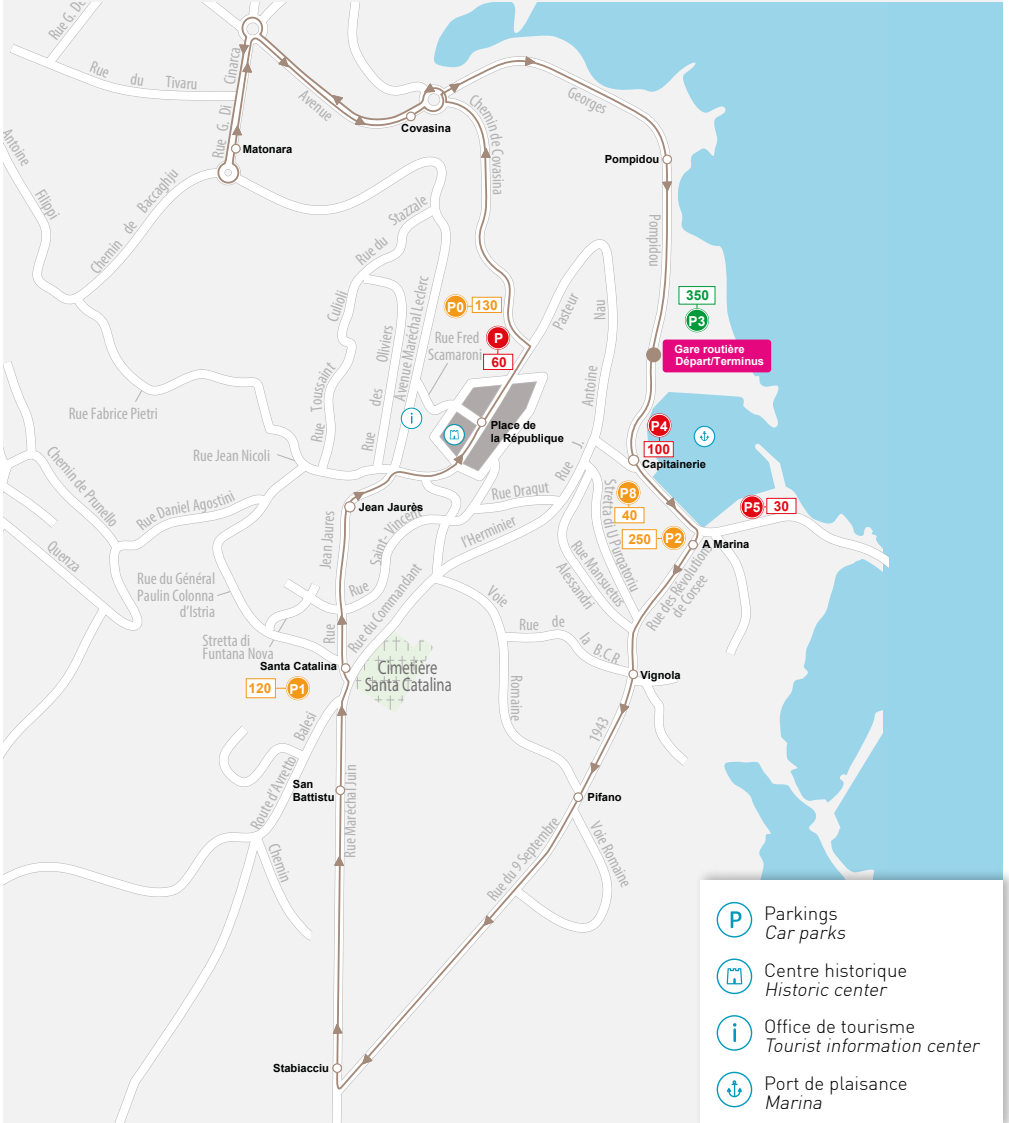 Rue G. Di
Rue du Tivaru
Cinarca
Rue G. Di
Avenue
Covasina
Chemin de Covasina
Georges
Pompidou
Pompidou
Matonara
Antoine
Filippi
Chemin de Baccaghju
Rue du Stazzale
Culioli
Rue Toussaint
Oliviers
des
Rue
Avenue Maréchal Leclerc
P0
130
P
60
Rue Fred
Scamaroni
Pasteur
Nan
Antoine
J.
Rue
350
P3
Gare routière
Départ/Terminus
Rue Fabrice Pietri
i
Place de
la République
P4
100
Capitainerie
Rue Jean Nicoli
Chemin de Prunello
Rue Daniel Agostini
Quenza
Jean Jaurès
Rue Dragut
l'Herminier
Rue du Commandant
Saint-Vincent
Rue
Jean Jaures
Rue
P8
40
250
P2
P5
30
A Marina
Stretta di U Purgatoriu
Rue Mansuetus
Alessandri
Rue des Révolutions
de Corsee
Rue du Général
Paulin Colonna
d'Istria
Stretta di
Funtana Nova
Voie
Romaine
Rue de la B.C.R
Santa Catalina
Cimetière
Santa Catalina
120
P1
Vignola
Balesi
Route d'Avretto
Chemin
San
Battistu
Rue Maréchal Juin
1943
Pifano
Rue du 9 Septembre
Voie Romaine
Stabiacciu
P
Parkings
Car parks
Centre historique
Historic center
i
Office de tourisme
Tourist information center
Port de plaisance
Marina